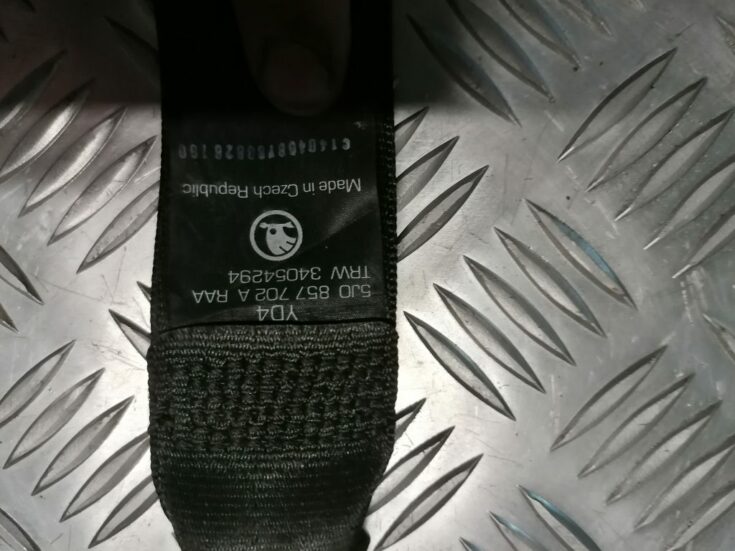 YD4
5J0 857 702 A RAA
TRW 34054294
Made in Czech Republic